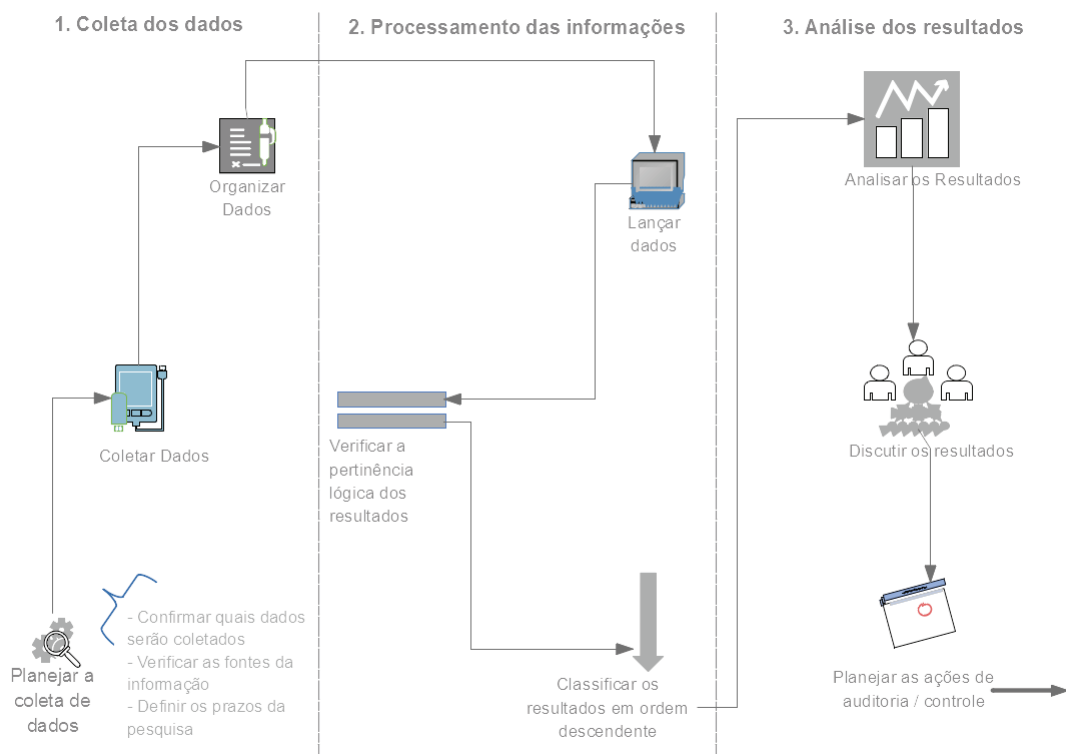 1. Coleta dos dados
2. Processamento das informações
3. Análise dos resultados
Organizar
Dados
Coletar Dados
- Confirmar quais dados
serão coletados
- Verificar as fontes da
informação
- Definir os prazos da
pesquisa
Planejar a
coleta de
dados
Lançar
dados
Verificar a
pertinência
lógica dos
resultados
Classificar os
resultados em ordem
descendente
Analisar os Resultados
Discutir os resultados
Planejar as ações de
auditoria / controle